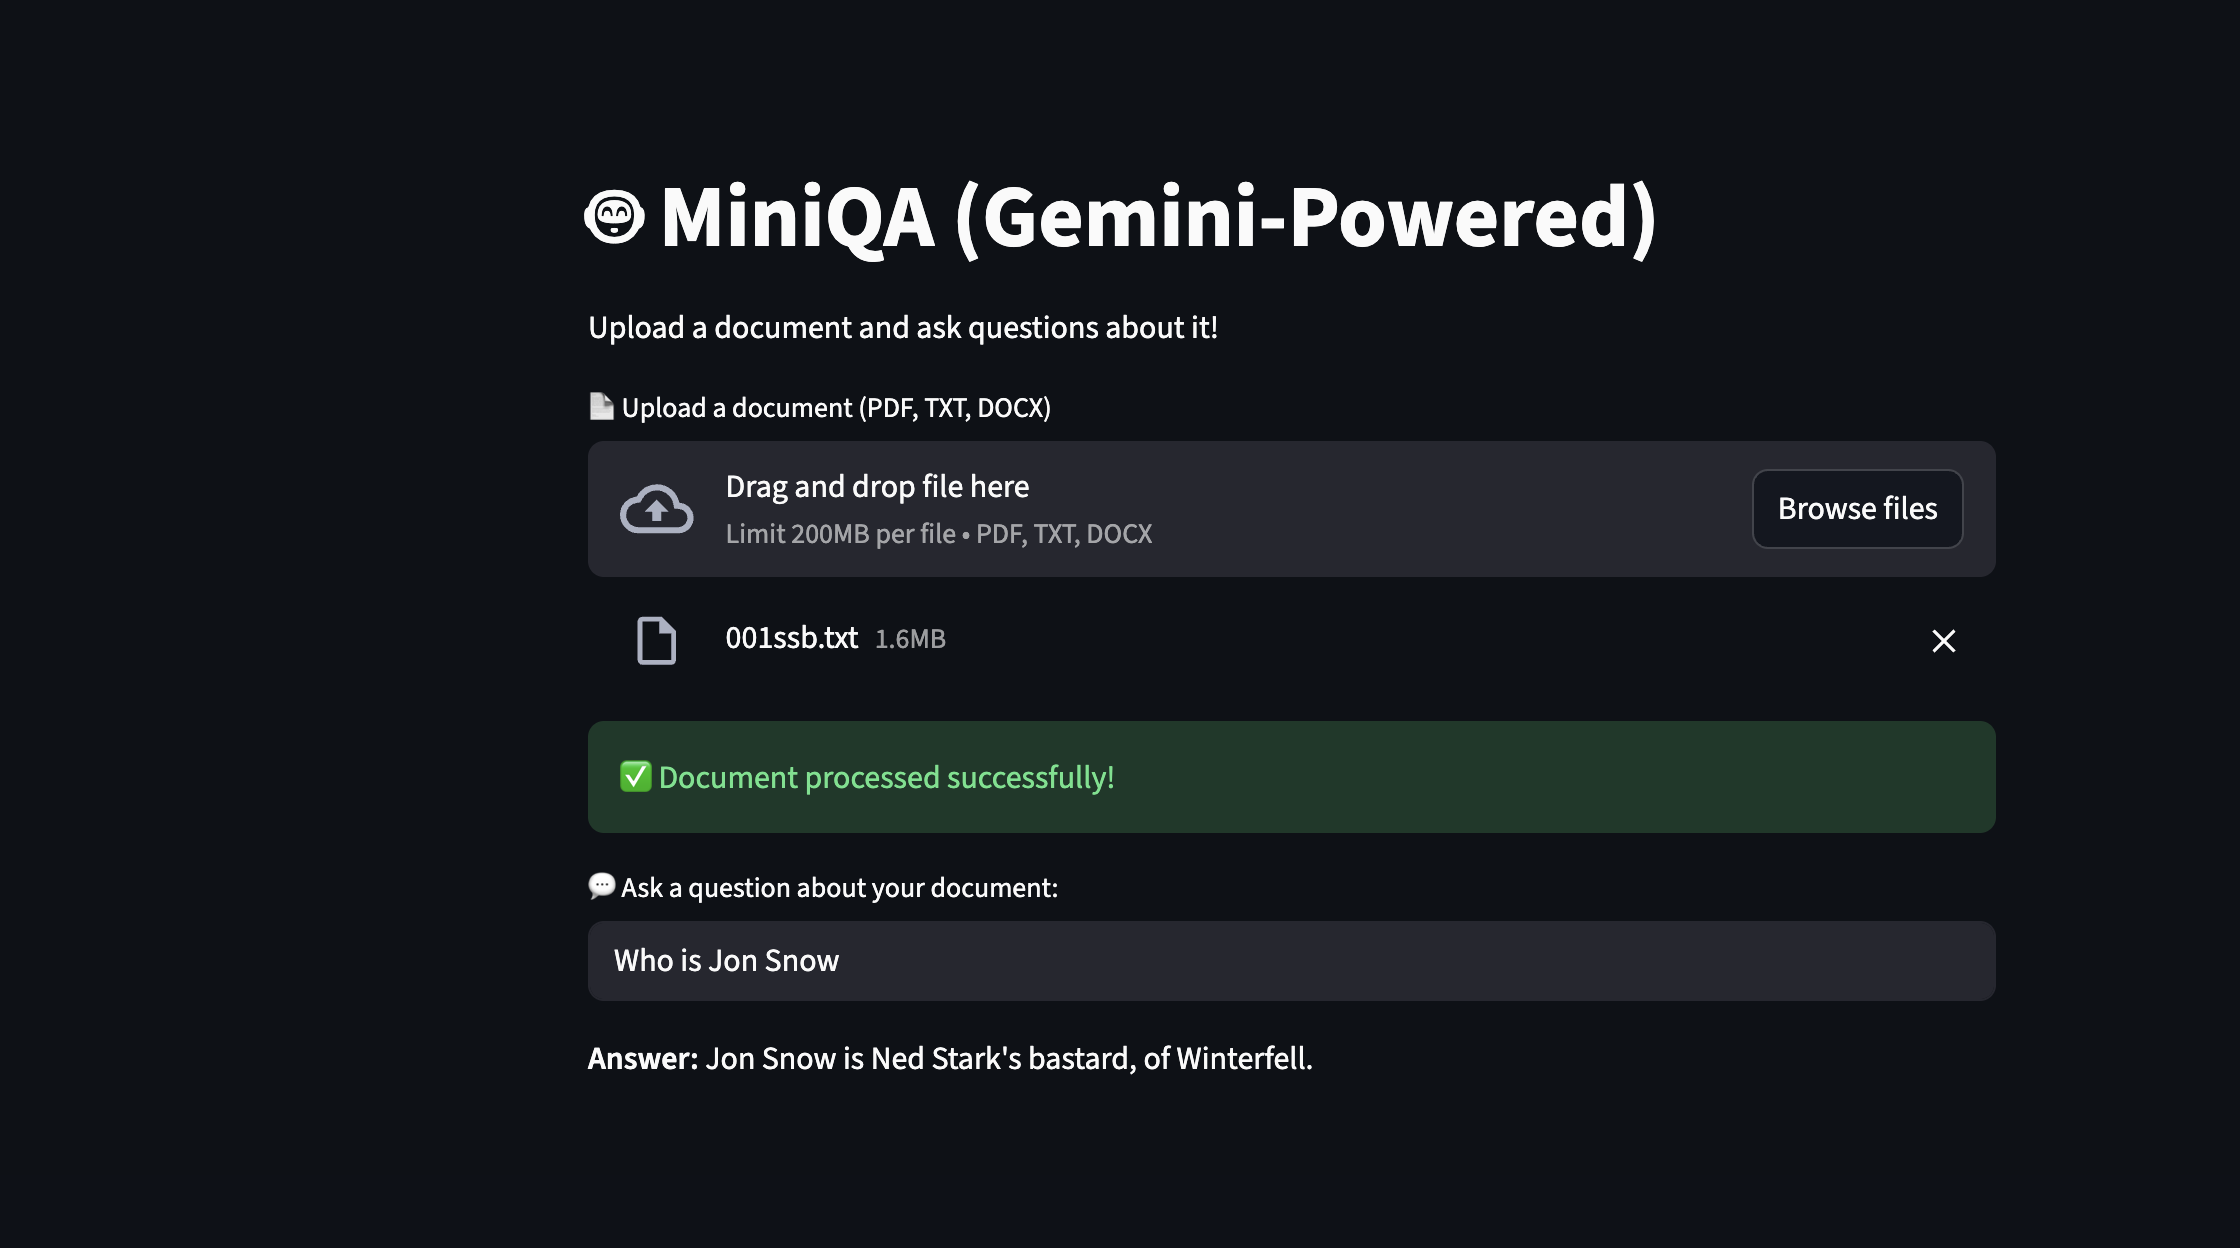 MiniQA (Gemini-Powered)
Upload a document and ask questions about it!
Upload a document (PDF, TXT, DOCX)
Drag and drop file here
Limit 200MB per file • PDF, TXT, DOCX
Browse files
001ssb.txt 1.6MB
✅ Document processed successfully!
💬 Ask a question about your document:
Who is Jon Snow
Answer: Jon Snow is Ned Stark's bastard, of Winterfell.